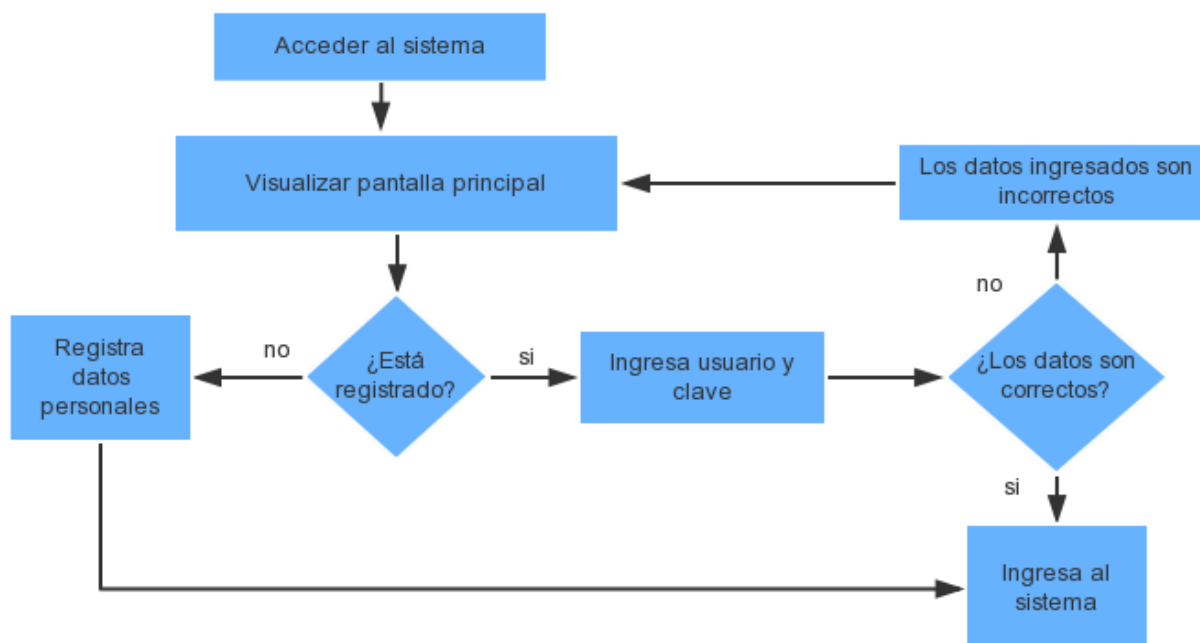 Acceder al sistema
Visualizar pantalla principal
Los datos ingresados son
incorrectos
no
Registra
datos
personales
no
¿Está
registrado?
si
Ingresa usuario y
clave
¿Los datos son
correctos?
si
Ingresa al
sistema